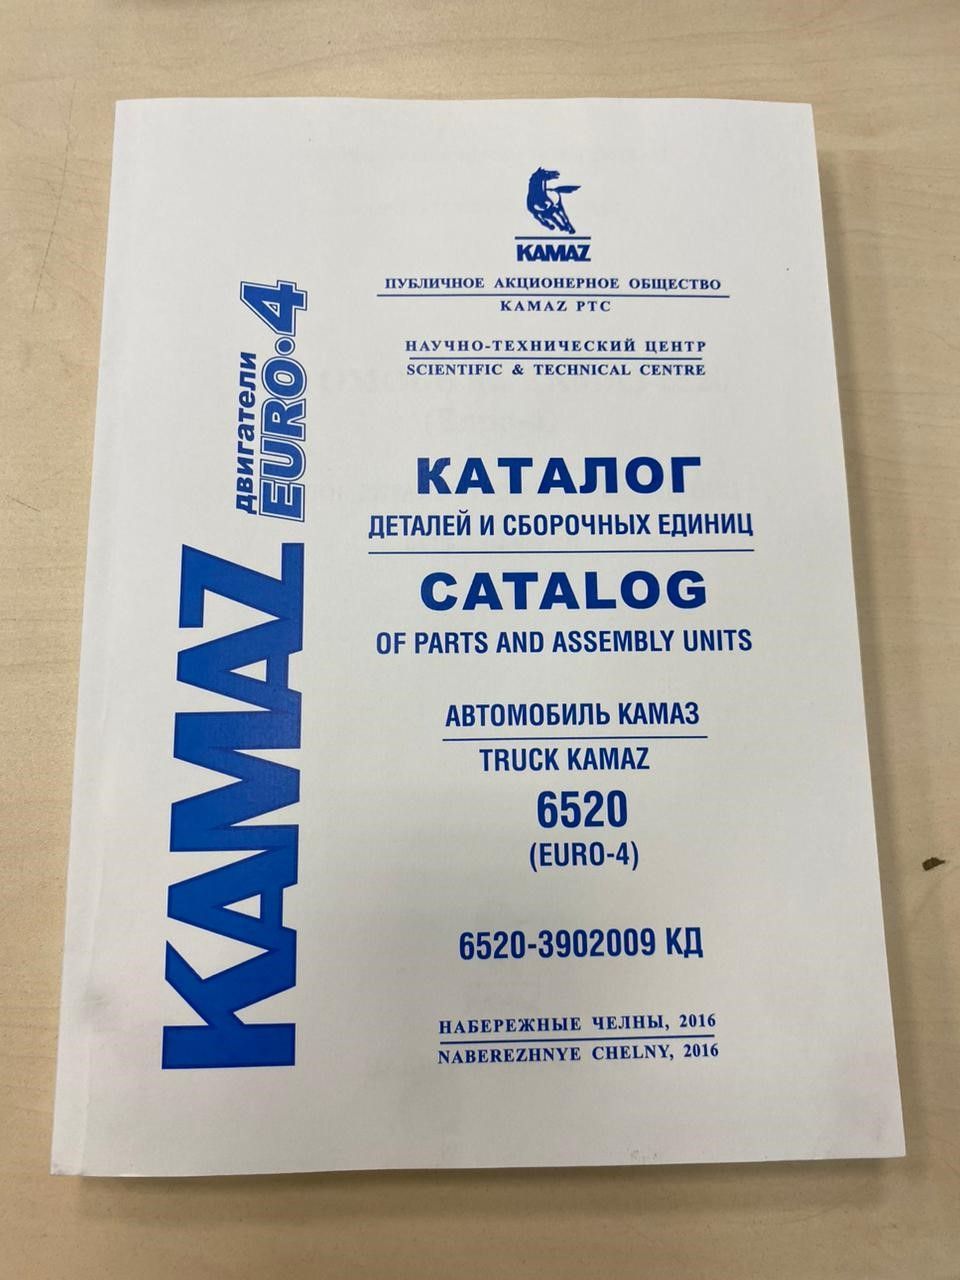 KAMAZ
ПУБЛИЧНОЕ АКЦИОНЕРНОЕ ОБЩЕСТВО
KAMAZ PTC
НАУЧНО-ТЕХНИЧЕСКИЙ ЦЕНТР
SCIENTIFIC & TECHNICAL CENTRE
КАТАЛОГ
ДЕТАЛЕЙ И СБОРОЧНЫХ ЕДИНИЦ
CATALOG
OF PARTS AND ASSEMBLY UNITS
АВТОМОБИЛЬ КАМАЗ
TRUCK KAMAZ
6520
(EURO-4)
6520-3902009 КД
НАБЕРЕЖНЫЕ ЧЕЛНЫ, 2016
NABEREZHNYE CHELNY, 2016
KAMAZ
двигатели
EURO•4